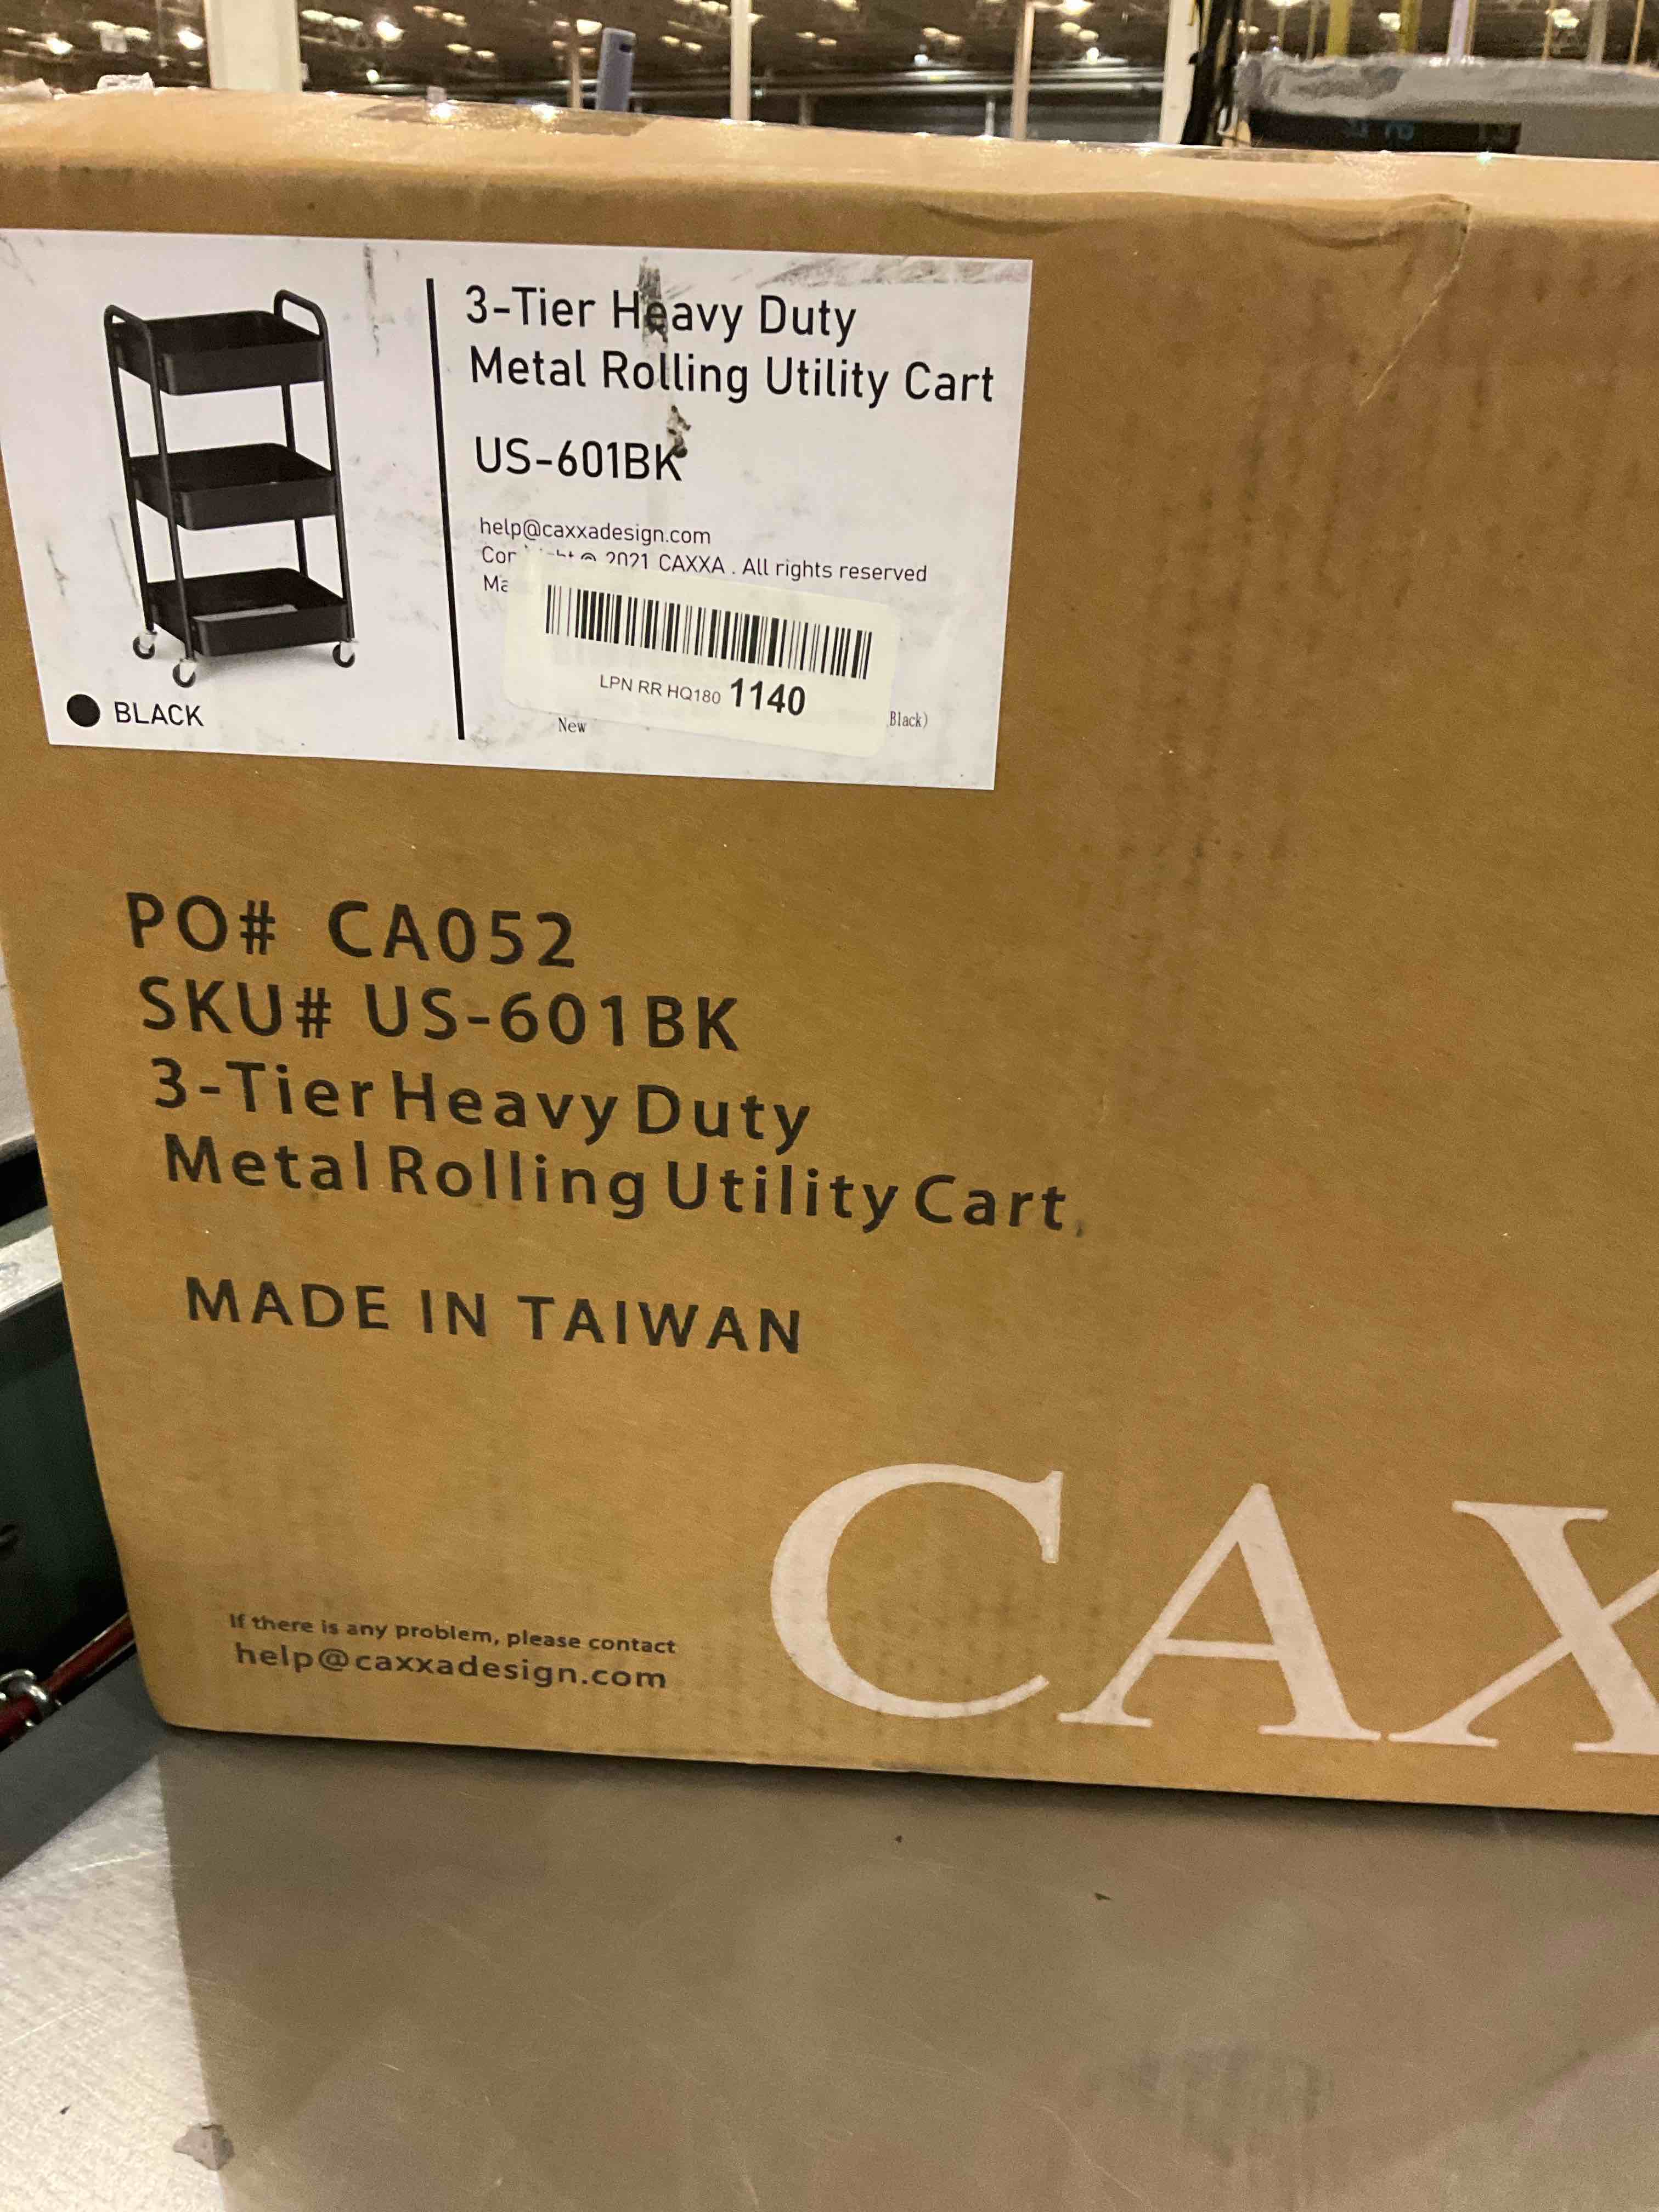 3-Tier Heavy Duty
Metal Rolling Utility Cart
US-601BK
help@caxxadesign.com
© 2021 CAXXA . All rights reserved
LPN RR HQ180 1140
New Black)
BLACK
PO# CA052
SKU# US-601BK
3-Tier Heavy Duty
Metal Rolling Utility Cart
MADE IN TAIWAN
If there is any problem, please contact
help@caxxadesign.com
CAX